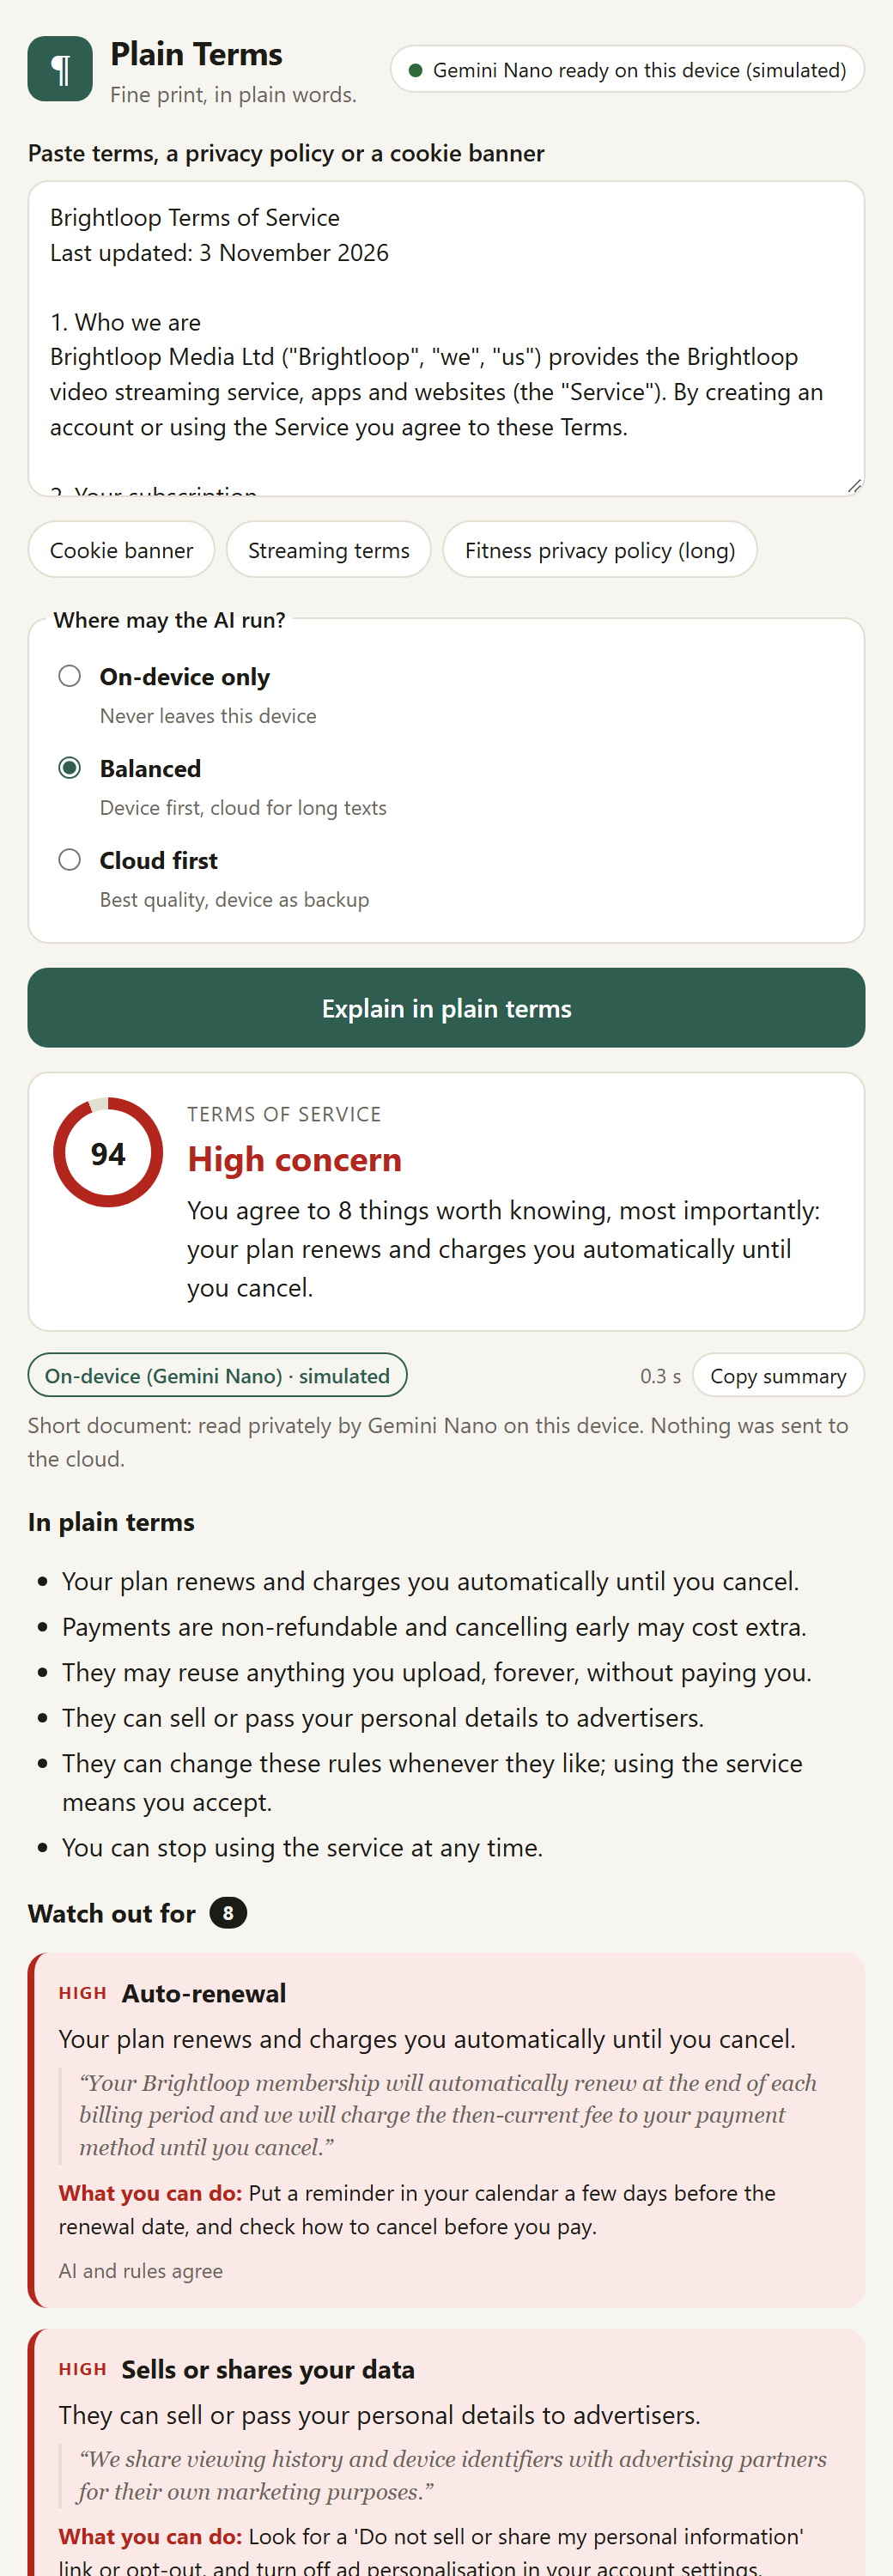 ¶
Plain Terms
Fine print, in plain words.
Gemini Nano ready on this device (simulated)
Paste terms, a privacy policy or a cookie banner
Brightloop Terms of Service
Last updated: 3 November 2026
1. Who we are
Brightloop Media Ltd ("Brightloop", "we", "us") provides the Brightloop
video streaming service, apps and websites (the "Service"). By creating an
account or using the Service you agree to these Terms.
2. Your subscription
Cookie banner
Streaming terms
Fitness privacy policy (long)
Where may the AI run?
On-device only
Never leaves this device
Balanced
Device first, cloud for long texts
Cloud first
Best quality, device as backup
Explain in plain terms
94
TERMS OF SERVICE
High concern
You agree to 8 things worth knowing, most importantly:
your plan renews and charges you automatically until
you cancel.
On-device (Gemini Nano) · simulated
0.3 s
Copy summary
Short document: read privately by Gemini Nano on this device. Nothing was sent to
the cloud.
In plain terms
• Your plan renews and charges you automatically until you cancel.
• Payments are non-refundable and cancelling early may cost extra.
• They may reuse anything you upload, forever, without paying you.
• They can sell or pass your personal details to advertisers.
• They can change these rules whenever they like; using the service
means you accept.
• You can stop using the service at any time.
Watch out for 8
HIGH Auto-renewal
Your plan renews and charges you automatically until you cancel.
“Your Brightloop membership will automatically renew at the end of each
billing period and we will charge the then-current fee to your payment
method until you cancel.”
What you can do: Put a reminder in your calendar a few days before the
renewal date, and check how to cancel before you pay.
AI and rules agree
HIGH Sells or shares your data
They can sell or pass your personal details to advertisers.
“We share viewing history and device identifiers with advertising partners
for their own marketing purposes.”
What you can do: Look for a 'Do not sell or share my personal information'
link or opt-out, and turn off ad personalisation in your account settings.